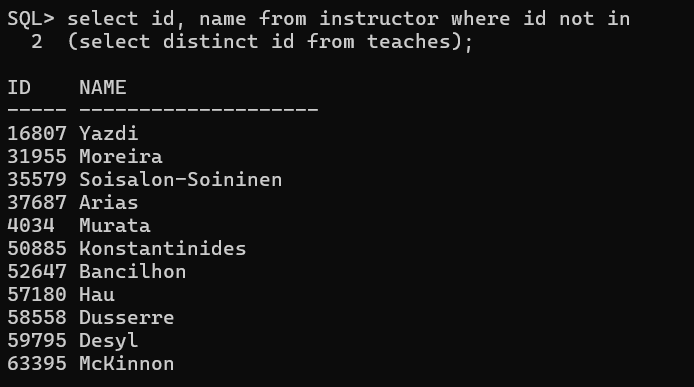 SQL> select id, name from instructor where id not in
  2  (select distinct id from teaches);
ID    NAME
----- --------------------
16807 Yazdi
31955 Moreira
35579 Soisalon-Soininen
37687 Arias
4034  Murata
50885 Konstantinides
52647 Bancilhon
57180 Hau
58558 Dusserre
59795 Desyl
63395 McKinnon